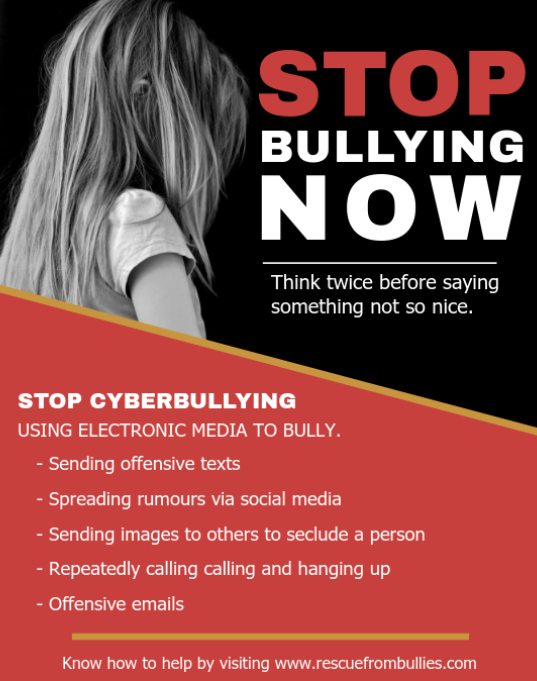 STOP
BULLYING
NOW
Think twice before saying
something not so nice.
STOP CYBERBULLYING
USING ELECTRONIC MEDIA TO BULLY.
- Sending offensive texts
- Spreading rumours via social media
- Sending images to others to seclude a person
- Repeatedly calling calling and hanging up
- Offensive emails
Know how to help by visiting www.rescuefrombullies.com